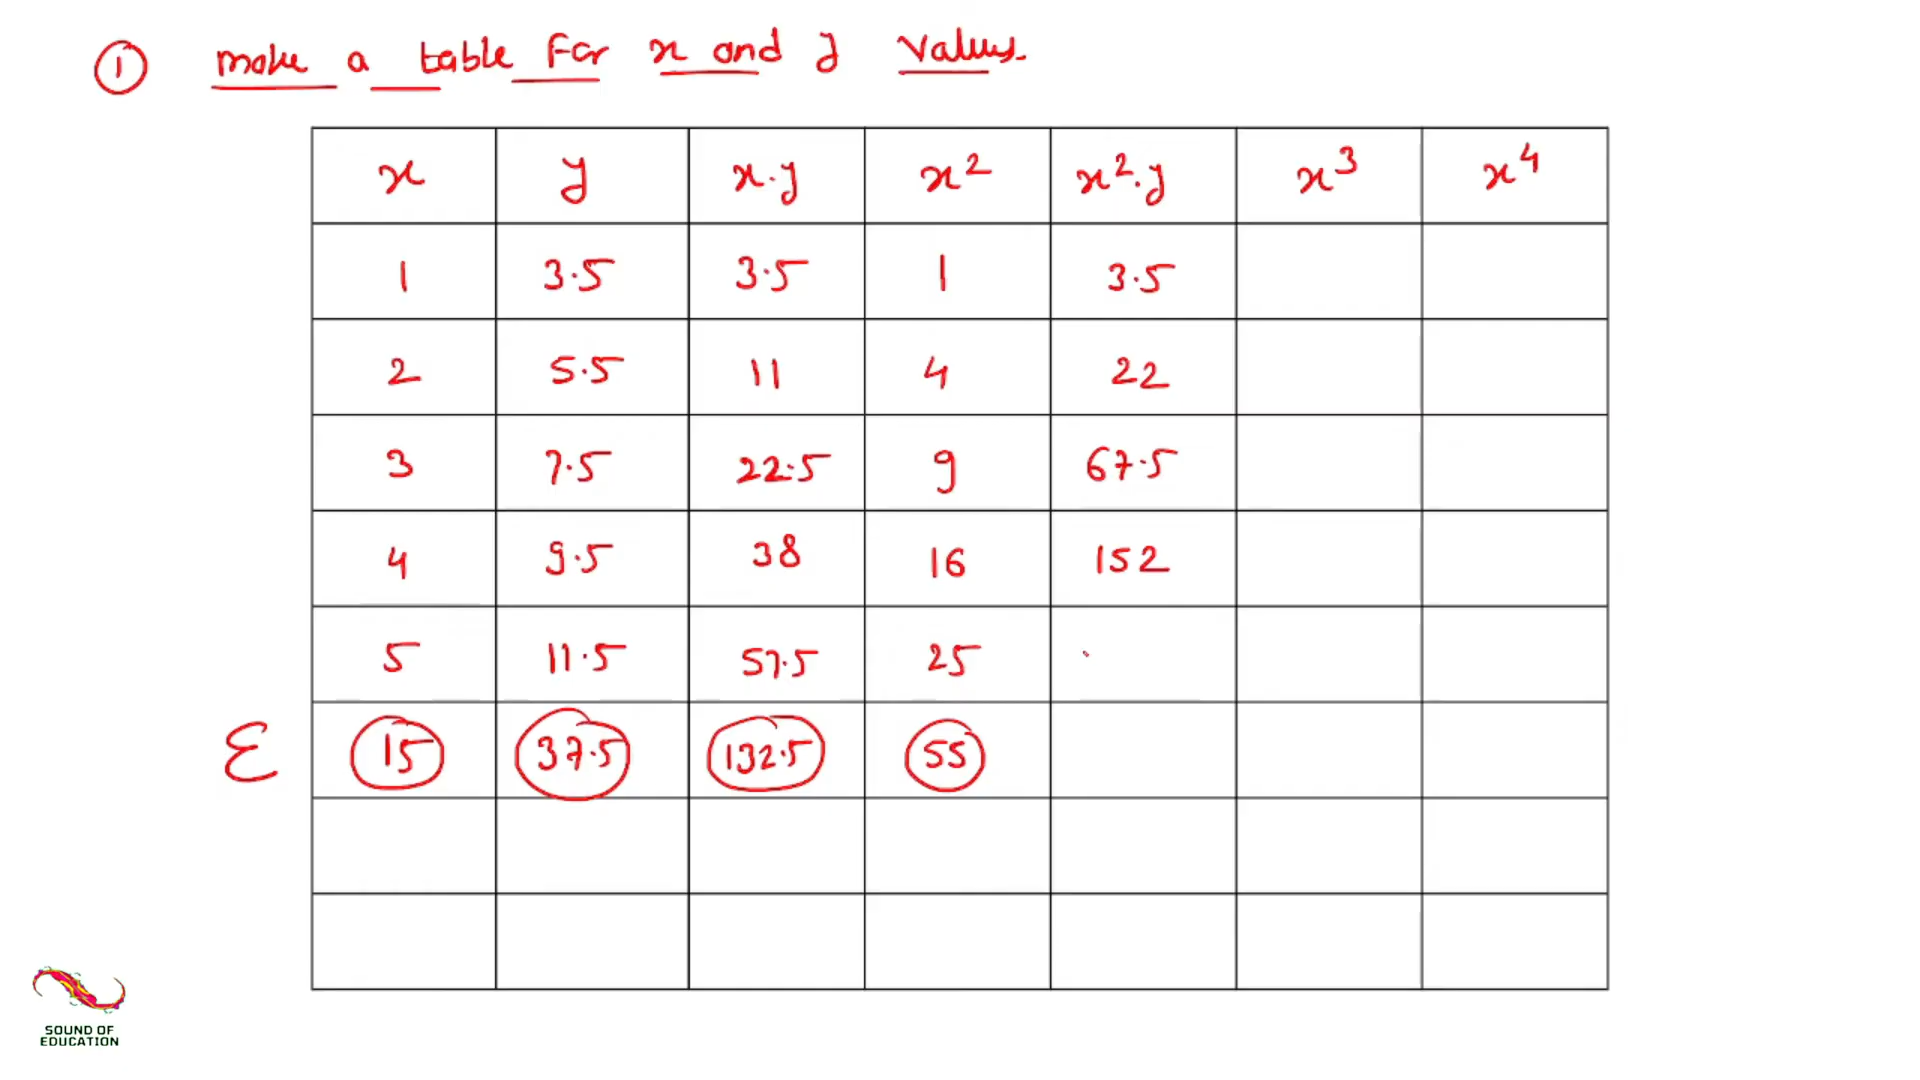 1 make a table For x and y values.
x y x.y x² x².y x³ x⁴
1 3.5 3.5 1 3.5
2 5.5 11 4 22
3 7.5 22.5 9 67.5
4 9.5 38 16 152
5 11.5 57.5 25
Σ 15 37.5 132.5 55
SOUND OF
EDUCATION